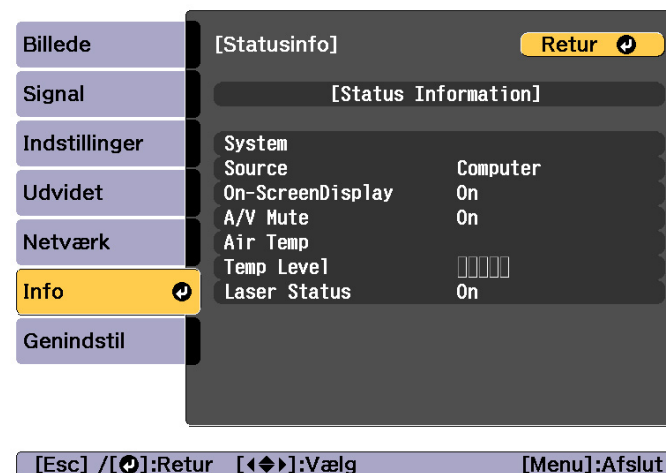 Billede
Signal
Indstillinger
Udvidet
Netværk
Info
Genindstil
[Statusinfo]
Retur
[Status Information]
System
Source Computer
On-ScreenDisplay On
A/V Mute On
Air Temp
Temp Level
Laser Status On
[Esc] /[⏎]:Retur [◀◆▶]:Vælg [Menu]:Afslut